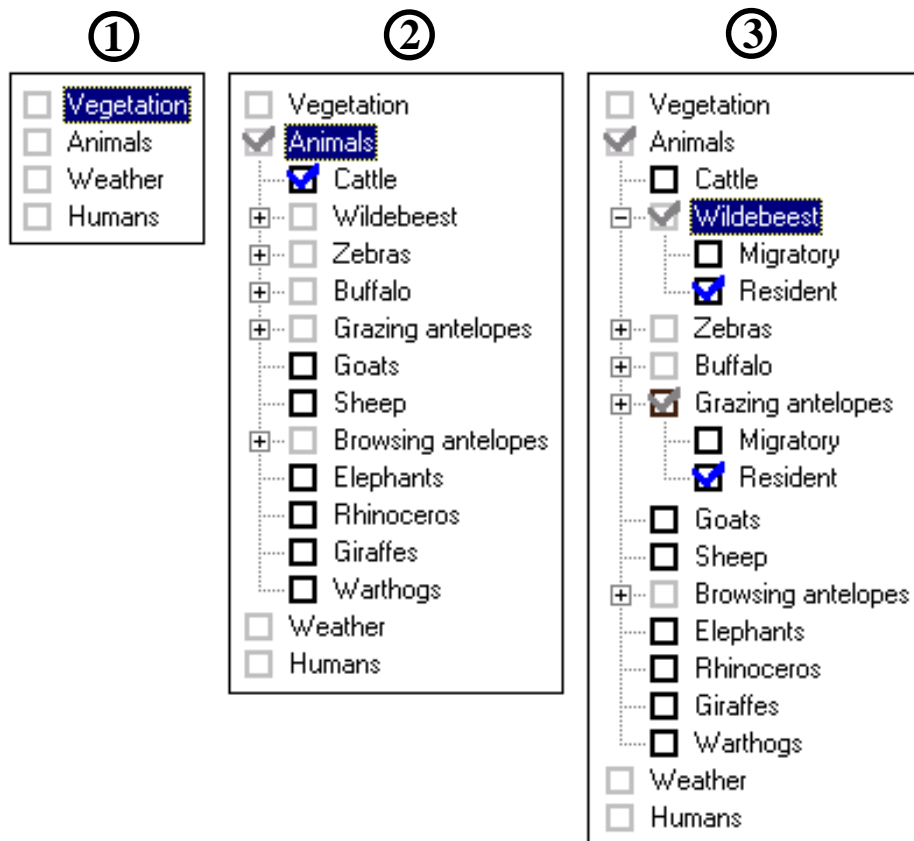 ①
Vegetation
Animals
Weather
Humans
②
Vegetation
Animals
Cattle
Wildebeest
Zebras
Buffalo
Grazing antelopes
Goats
Sheep
Browsing antelopes
Elephants
Rhinoceros
Giraffes
Warthogs
Weather
Humans
③
Vegetation
Animals
Cattle
Wildebeest
Migratory
Resident
Zebras
Buffalo
Grazing antelopes
Migratory
Resident
Goats
Sheep
Browsing antelopes
Elephants
Rhinoceros
Giraffes
Warthogs
Weather
Humans